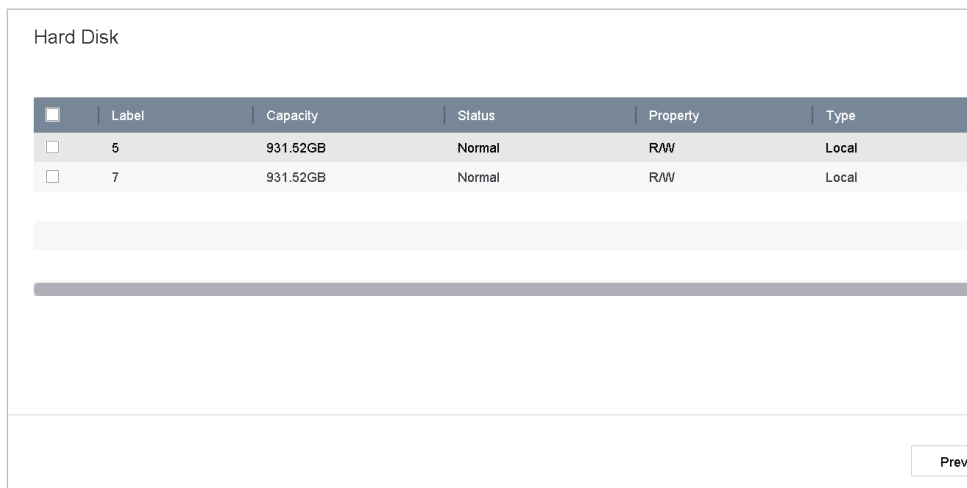 Hard Disk
Label Capacity Status Property Type
5 931.52GB Normal R/W Local
7 931.52GB Normal R/W Local
Prev